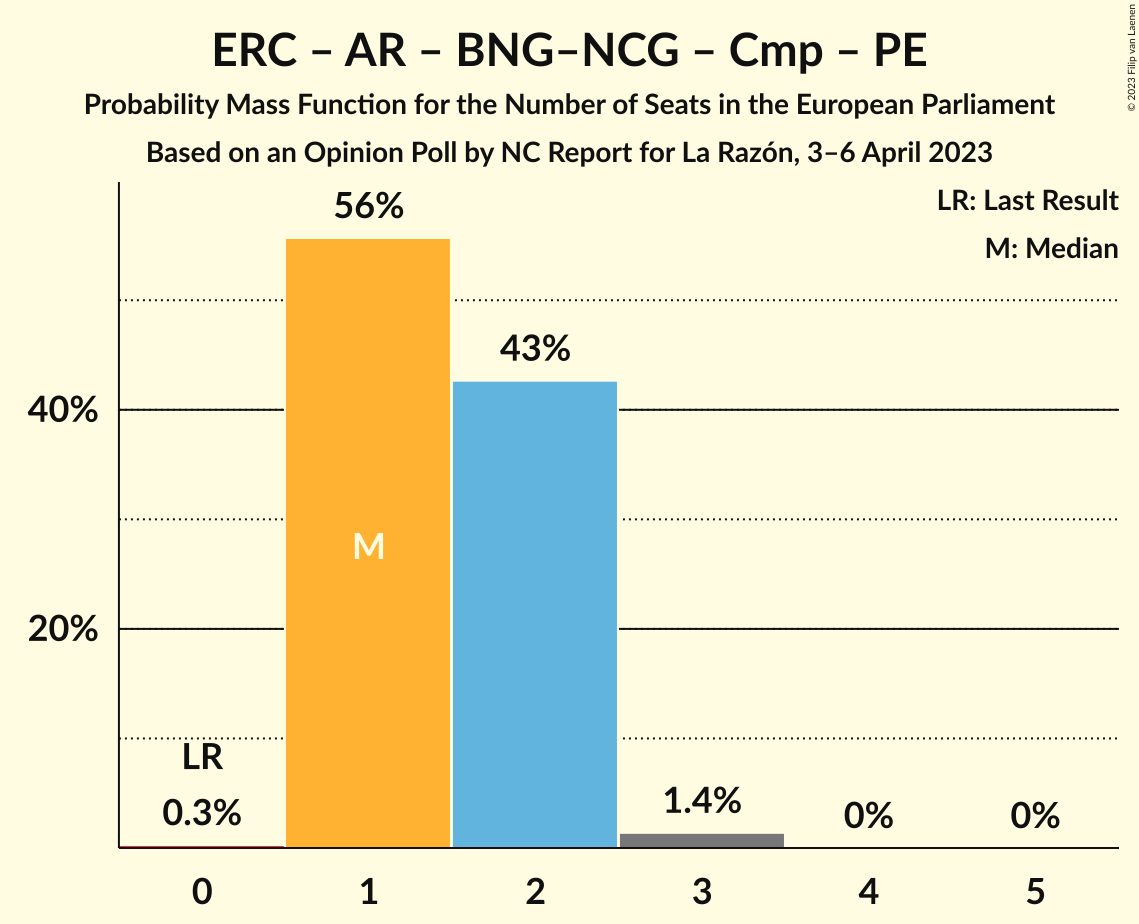 ERC – AR – BNG–NCG – Cmp – PE
Probability Mass Function for the Number of Seats in the European Parliament
Based on an Opinion Poll by NC Report for La Razón, 3–6 April 2023
© 2023 Filip van Laenen
LR: Last Result
M: Median
56%
43%
40%
M
20%
LR
0.3%
1.4%
0%
0%
0
1
2
3
4
5